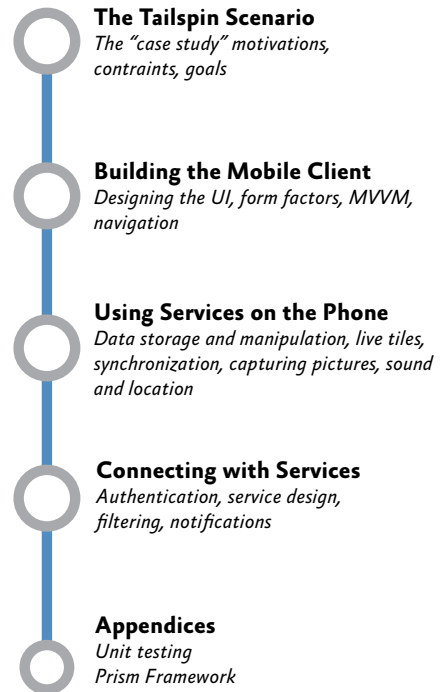 The Tailspin Scenario
The “case study” motivations,
contraints, goals
Building the Mobile Client
Designing the UI, form factors, MVVM,
navigation
Using Services on the Phone
Data storage and manipulation, live tiles,
synchronization, capturing pictures, sound
and location
Connecting with Services
Authentication, service design,
filtering, notifications
Appendices
Unit testing
Prism Framework